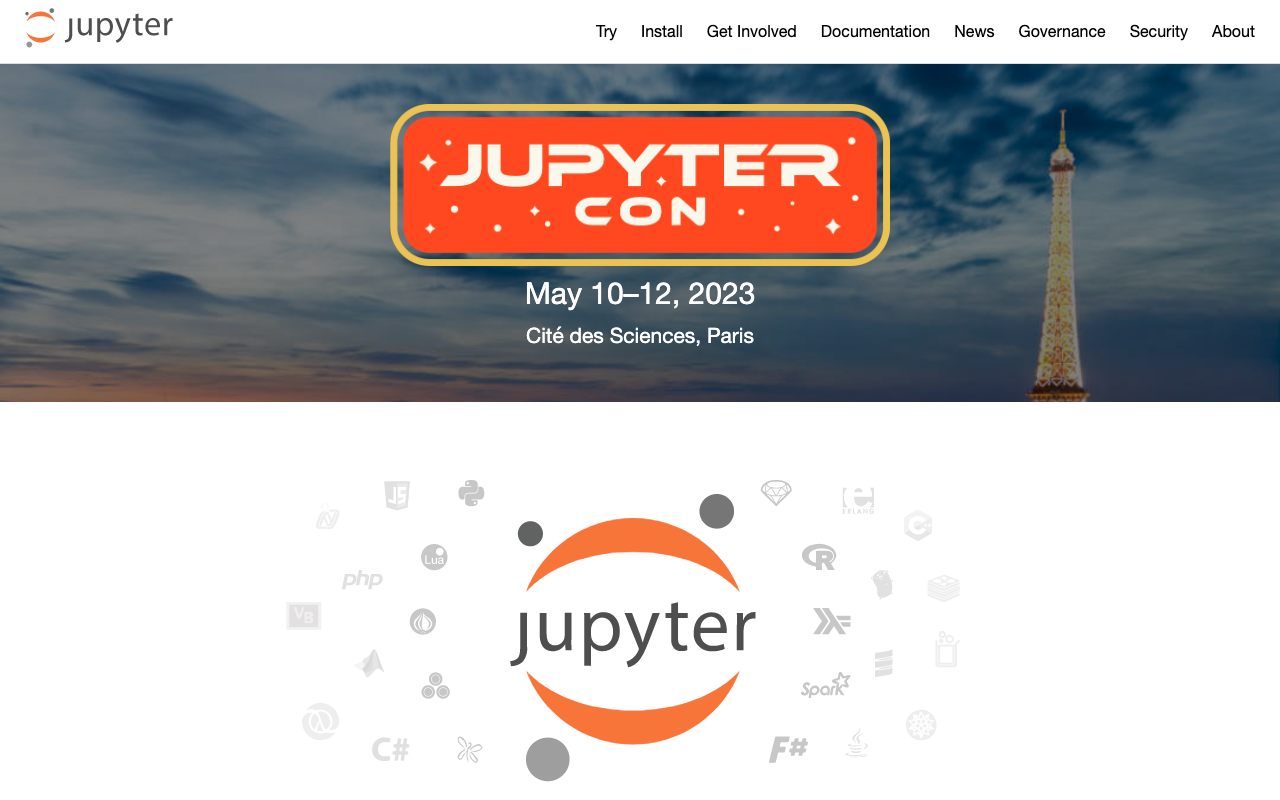 jupyter
Try Install Get Involved Documentation News Governance Security About
JUPYTER
CON
May 10–12, 2023
Cité des Sciences, Paris
JS
ERLANG
C++
Lua
R
php
VB
jupyter
Spark
C#
F#